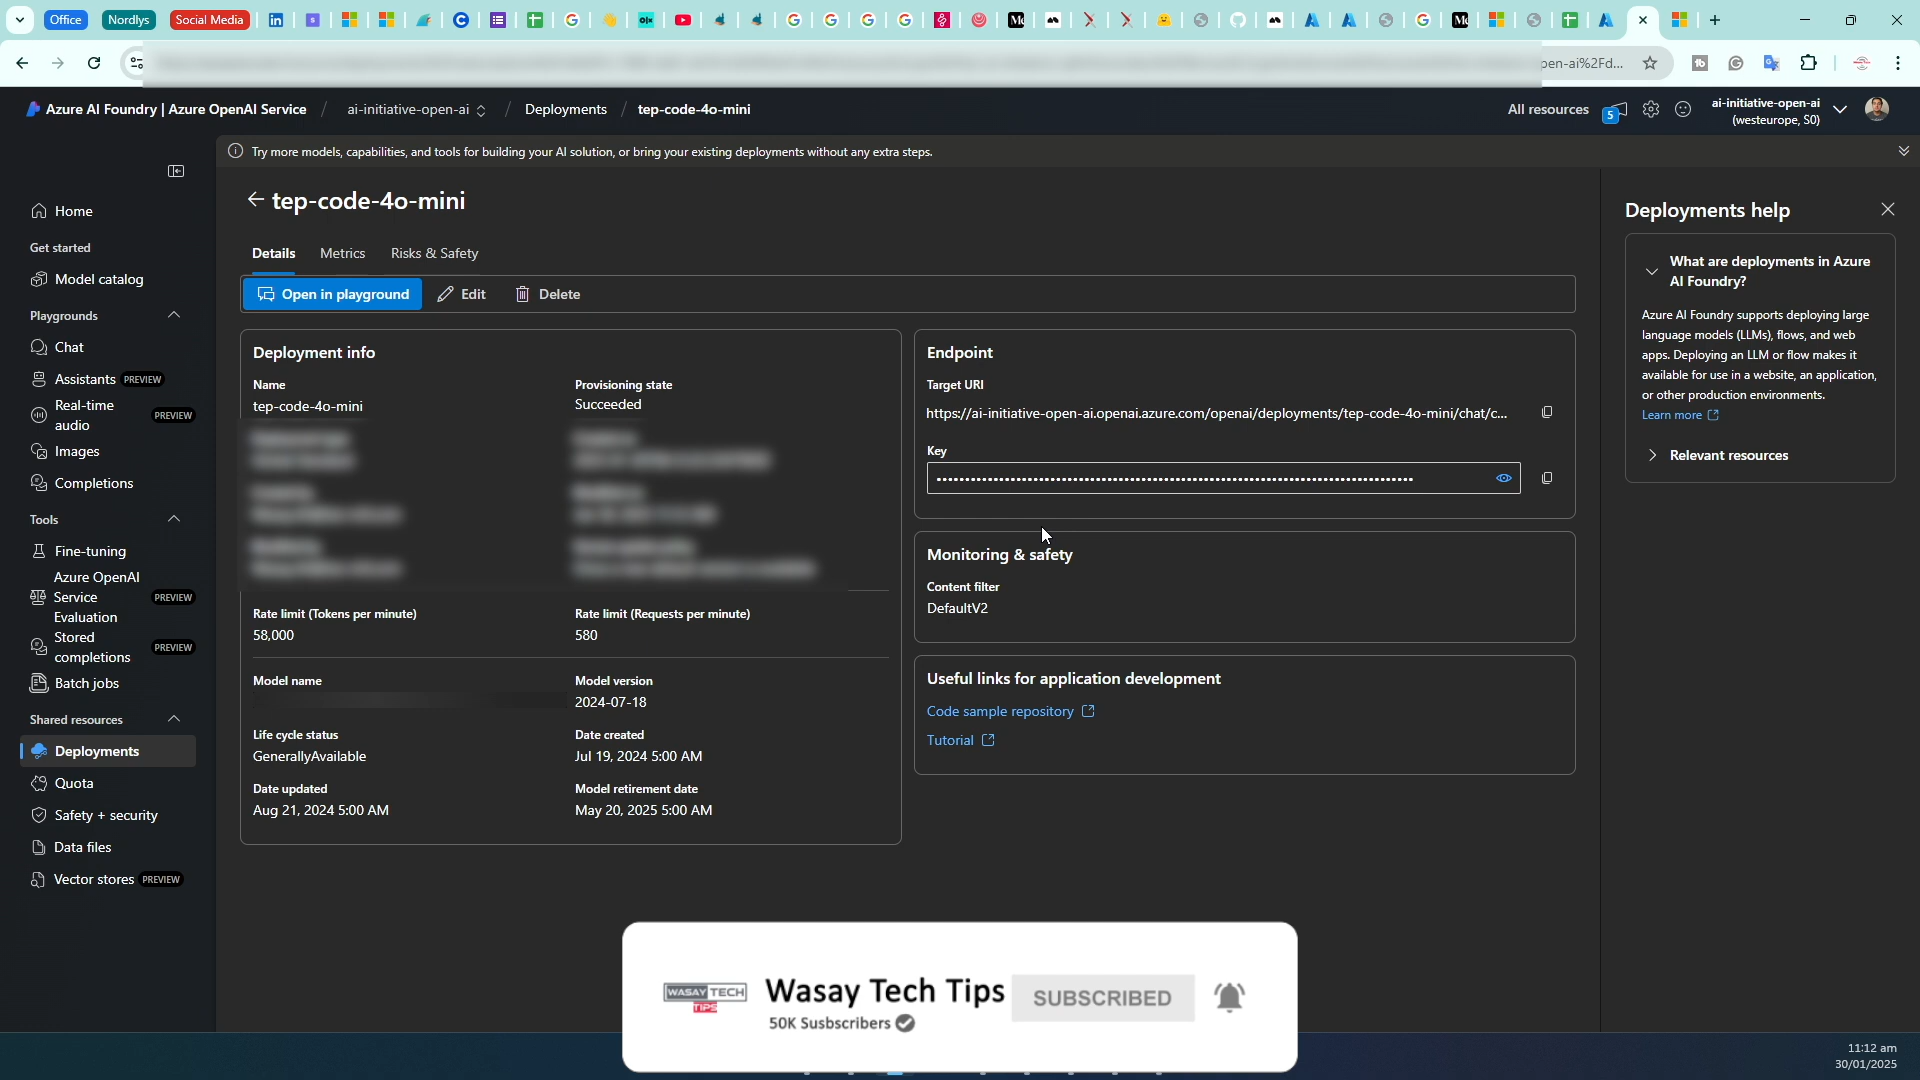 Office
Nordlys
Social Media
pen-ai%2Fd...
Azure AI Foundry | Azure OpenAI Service / ai-initiative-open-ai / Deployments / tep-code-4o-mini
All resources
5
ai-initiative-open-ai
(westeurope, S0)
Try more models, capabilities, and tools for building your AI solution, or bring your existing deployments without any extra steps.
Home
Get started
Model catalog
Playgrounds
Chat
Assistants PREVIEW
Real-time audio PREVIEW
Images
Completions
Tools
Fine-tuning
Azure OpenAI Service Evaluation PREVIEW
Stored completions PREVIEW
Batch jobs
Shared resources
Deployments
Quota
Safety + security
Data files
Vector stores PREVIEW
tep-code-4o-mini
Details
Metrics
Risks & Safety
Open in playground
Edit
Delete
Deployment info
Name
tep-code-4o-mini
Provisioning state
Succeeded
Rate limit (Tokens per minute)
58,000
Rate limit (Requests per minute)
580
Model name
Model version
2024-07-18
Life cycle status
GenerallyAvailable
Date created
Jul 19, 2024 5:00 AM
Date updated
Aug 21, 2024 5:00 AM
Model retirement date
May 20, 2025 5:00 AM
Endpoint
Target URI
https://ai-initiative-open-ai.openai.azure.com/openai/deployments/tep-code-4o-mini/chat/c...
Key
Monitoring & safety
Content filter
DefaultV2
Useful links for application development
Code sample repository
Tutorial
Deployments help
What are deployments in Azure
AI Foundry?
Azure AI Foundry supports deploying large
language models (LLMs), flows, and web
apps. Deploying an LLM or flow makes it
available for use in a website, an application,
or other production environments.
Learn more
Relevant resources
WASAY TECH
TIPS
Wasay Tech Tips
50K Susbscribers
SUBSCRIBED
11:12 am
30/01/2025